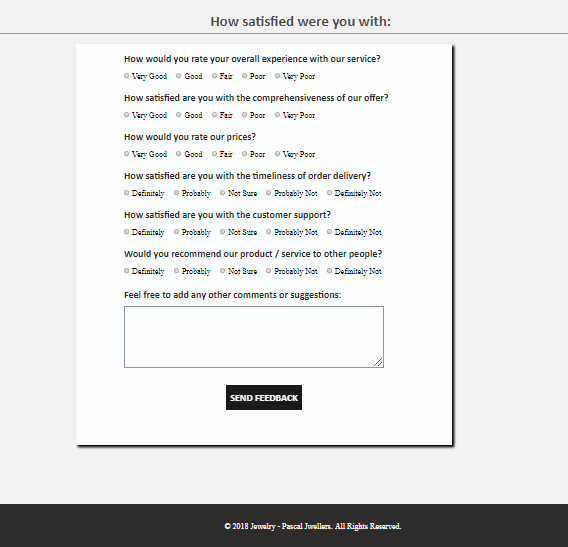 How satisfied were you with:
How would you rate your overall experience with our service?
Very Good Good Fair Poor Very Poor
How satisfied are you with the comprehensiveness of our offer?
Very Good Good Fair Poor Very Poor
How would you rate our prices?
Very Good Good Fair Poor Very Poor
How satisfied are you with the timeliness of order delivery?
Definitely Probably Not Sure Probably Not Definitely Not
How satisfied are you with the customer support?
Definitely Probably Not Sure Probably Not Definitely Not
Would you recommend our product / service to other people?
Definitely Probably Not Sure Probably Not Definitely Not
Feel free to add any other comments or suggestions:
SEND FEEDBACK
© 2018 Jewelry - Pascal Jwellers. All Rights Reserved.